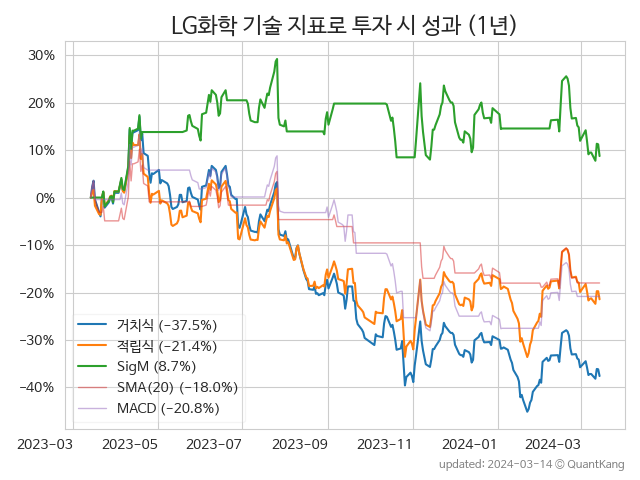 LG화학 기술 지표로 투자 시 성과 (1년)
30%
20%
10%
0%
−10%
−20%
−30%
−40%
거치식 (−37.5%)
적립식 (−21.4%)
SigM (8.7%)
SMA(20) (−18.0%)
MACD (−20.8%)
2023-03
2023-05
2023-07
2023-09
2023-11
2024-01
2024-03
updated: 2024-03-14 © QuantKang